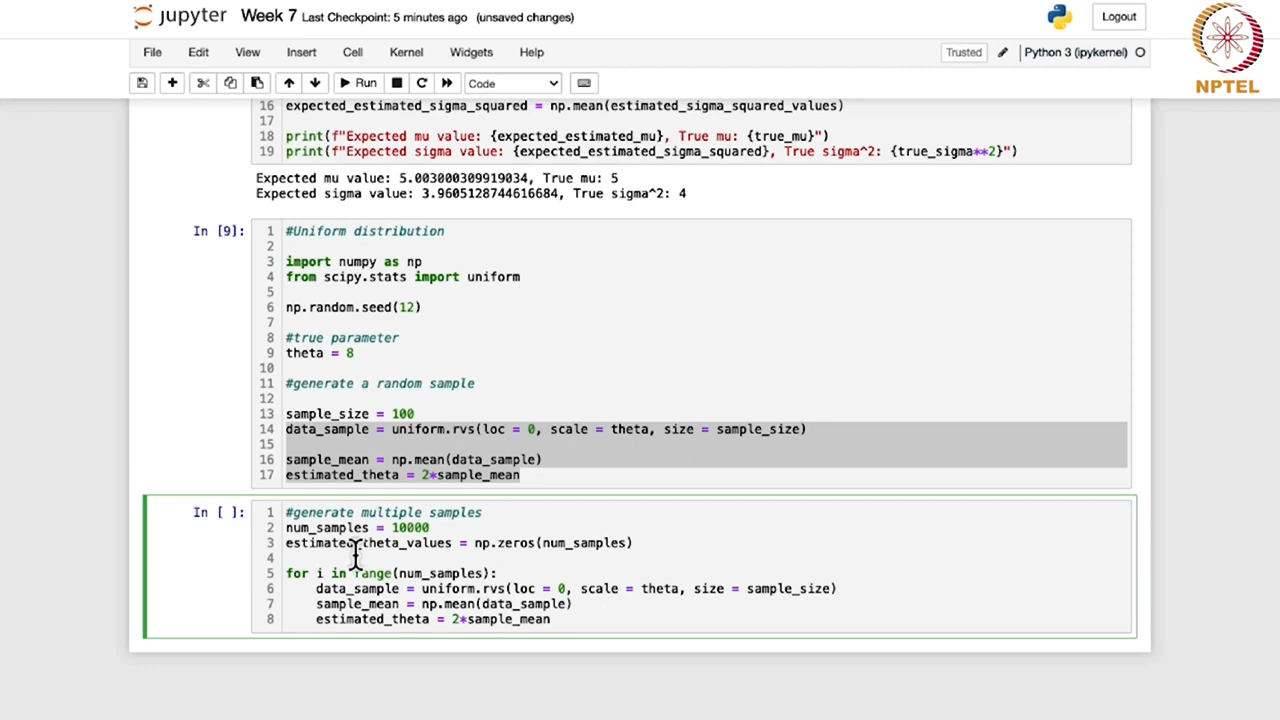 jupyter Week 7 Last Checkpoint: 5 minutes ago (unsaved changes) Logout
File Edit View Insert Cell Kernel Widgets Help Trusted Python 3 (ipykernel)
NPTEL
Run Code
16 expected_estimated_sigma_squared = np.mean(estimated_sigma_squared_values)
17
18 print(f"Expected mu value: {expected_estimated_mu}, True mu: {true_mu}")
19 print(f"Expected sigma value: {expected_estimated_sigma_squared}, True sigma^2: {true_sigma**2}")
Expected mu value: 5.003000309919034, True mu: 5
Expected sigma value: 3.9605128744616684, True sigma^2: 4
In [9]: 1 #Uniform distribution
2
3 import numpy as np
4 from scipy.stats import uniform
5
6 np.random.seed(12)
7
8 #true parameter
9 theta = 8
10
11 #generate a random sample
12
13 sample_size = 100
14 data_sample = uniform.rvs(loc = 0, scale = theta, size = sample_size)
15
16 sample_mean = np.mean(data_sample)
17 estimated_theta = 2*sample_mean
In [ ]: 1 #generate multiple samples
2 num_samples = 10000
3 estimated_theta_values = np.zeros(num_samples)
4
5 for i in range(num_samples):
6 data_sample = uniform.rvs(loc = 0, scale = theta, size = sample_size)
7 sample_mean = np.mean(data_sample)
8 estimated_theta = 2*sample_mean